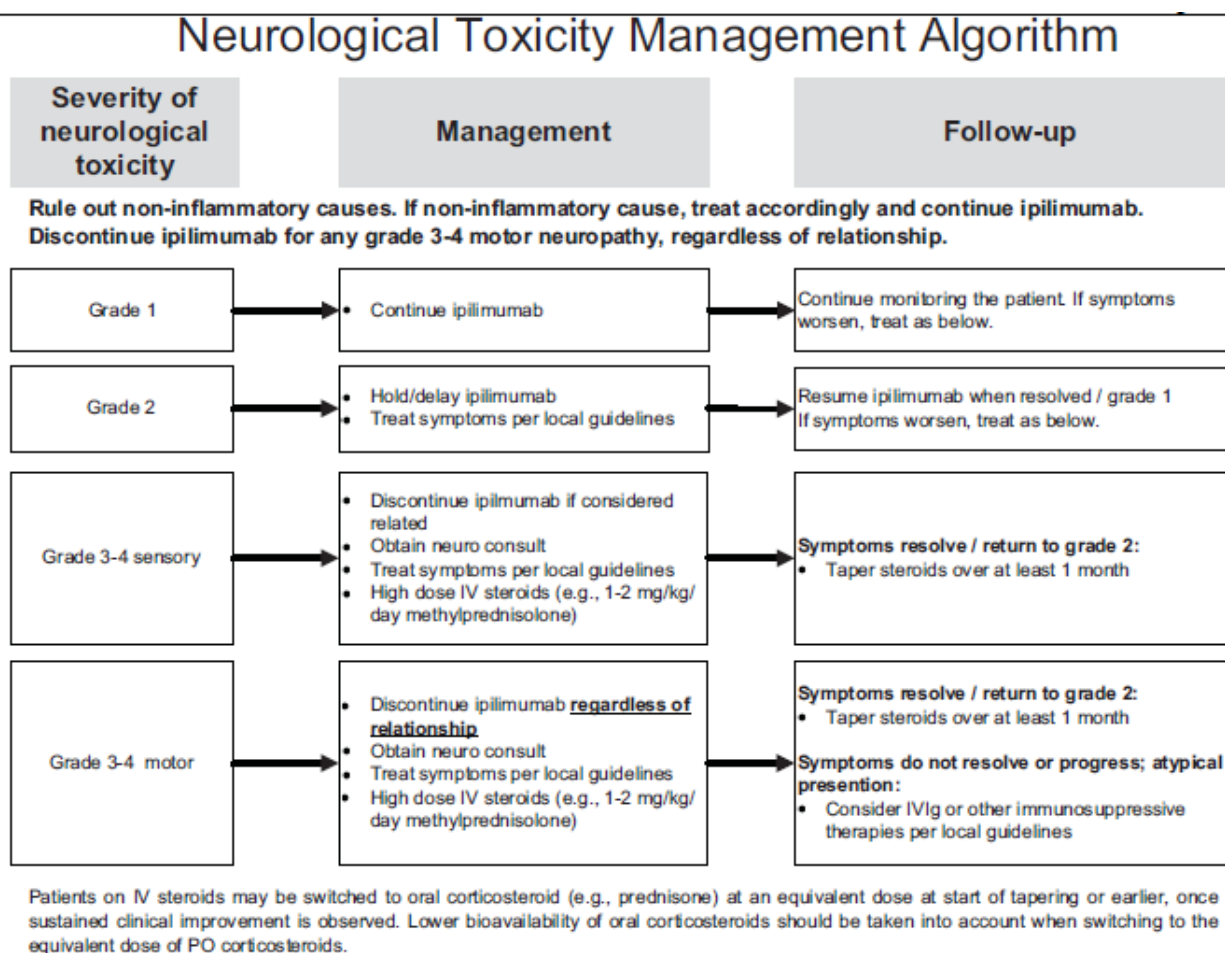 Neurological Toxicity Management Algorithm
Severity of
neurological
toxicity
Management
Follow-up
Rule out non-inflammatory causes. If non-inflammatory cause, treat accordingly and continue ipilimumab.
Discontinue ipilimumab for any grade 3-4 motor neuropathy, regardless of relationship.
Grade 1
• Continue ipilimumab
Continue monitoring the patient. If symptoms
worsen, treat as below.
Grade 2
• Hold/delay ipilimumab
• Treat symptoms per local guidelines
Resume ipilimumab when resolved / grade 1
If symptoms worsen, treat as below.
Grade 3-4 sensory
• Discontinue ipilmumab if considered
related
• Obtain neuro consult
• Treat symptoms per local guidelines
• High dose IV steroids (e.g., 1-2 mg/kg/
day methylprednisolone)
Symptoms resolve / return to grade 2:
• Taper steroids over at least 1 month
Grade 3-4 motor
• Discontinue ipilimumab regardless of
relationship
• Obtain neuro consult
• Treat symptoms per local guidelines
• High dose IV steroids (e.g., 1-2 mg/kg/
day methylprednisolone)
Symptoms resolve / return to grade 2:
• Taper steroids over at least 1 month
Symptoms do not resolve or progress; atypical
presention:
• Consider IVIg or other immunosuppressive
therapies per local guidelines
Patients on IV steroids may be switched to oral corticosteroid (e.g., prednisone) at an equivalent dose at start of tapering or earlier, once
sustained clinical improvement is observed. Lower bioavailability of oral corticosteroids should be taken into account when switching to the
equivalent dose of PO corticosteroids.